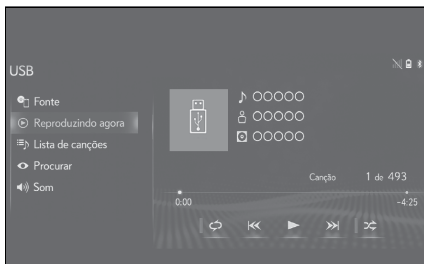 USB
Fonte
Reproduzindo agora
Lista de canções
Procurar
Som
OOOOO
OOOOO
OOOOO
Canção 1 de 493
0:00 -4:25